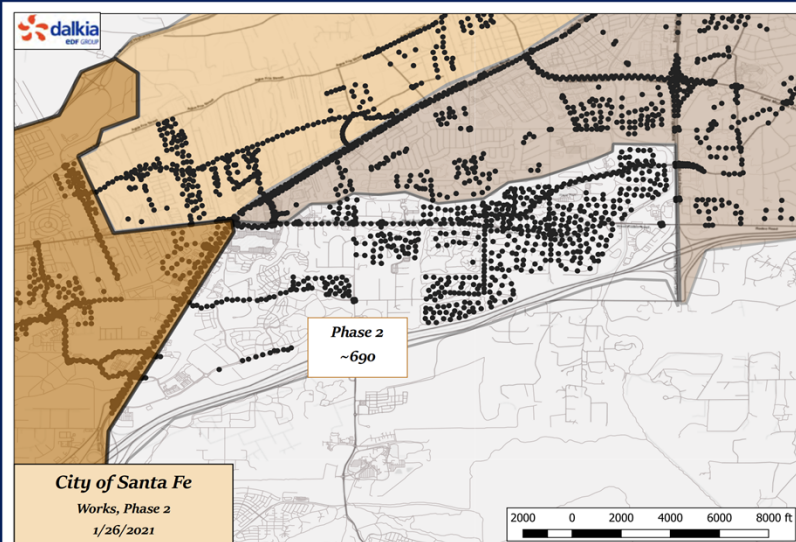 dalkia
EDF GROUP
Phase 2
~690
City of Santa Fe
Works, Phase 2
1/26/2021
2000 0 2000 4000 6000 8000 ft